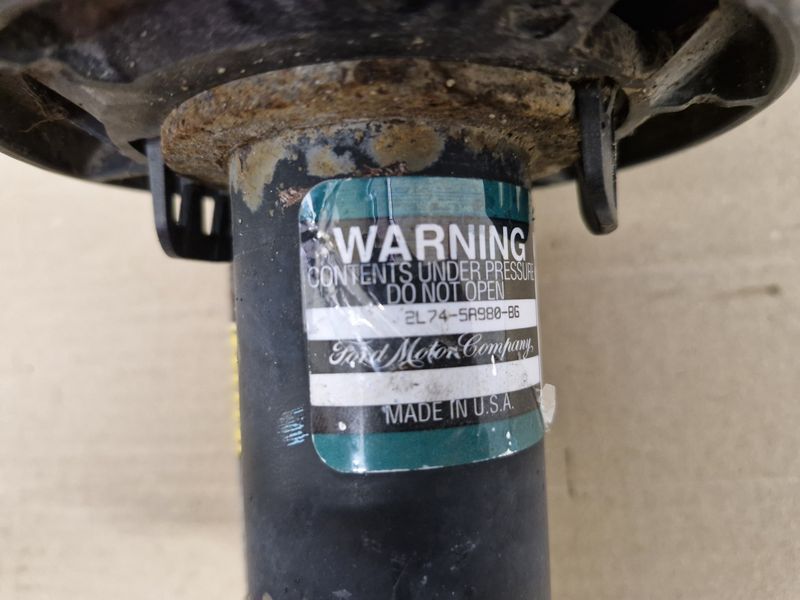 WARNING
CONTENTS UNDER PRESSURE
DO NOT OPEN
2L74-5A980-BG
Ford Motor Company
MADE IN U.S.A.